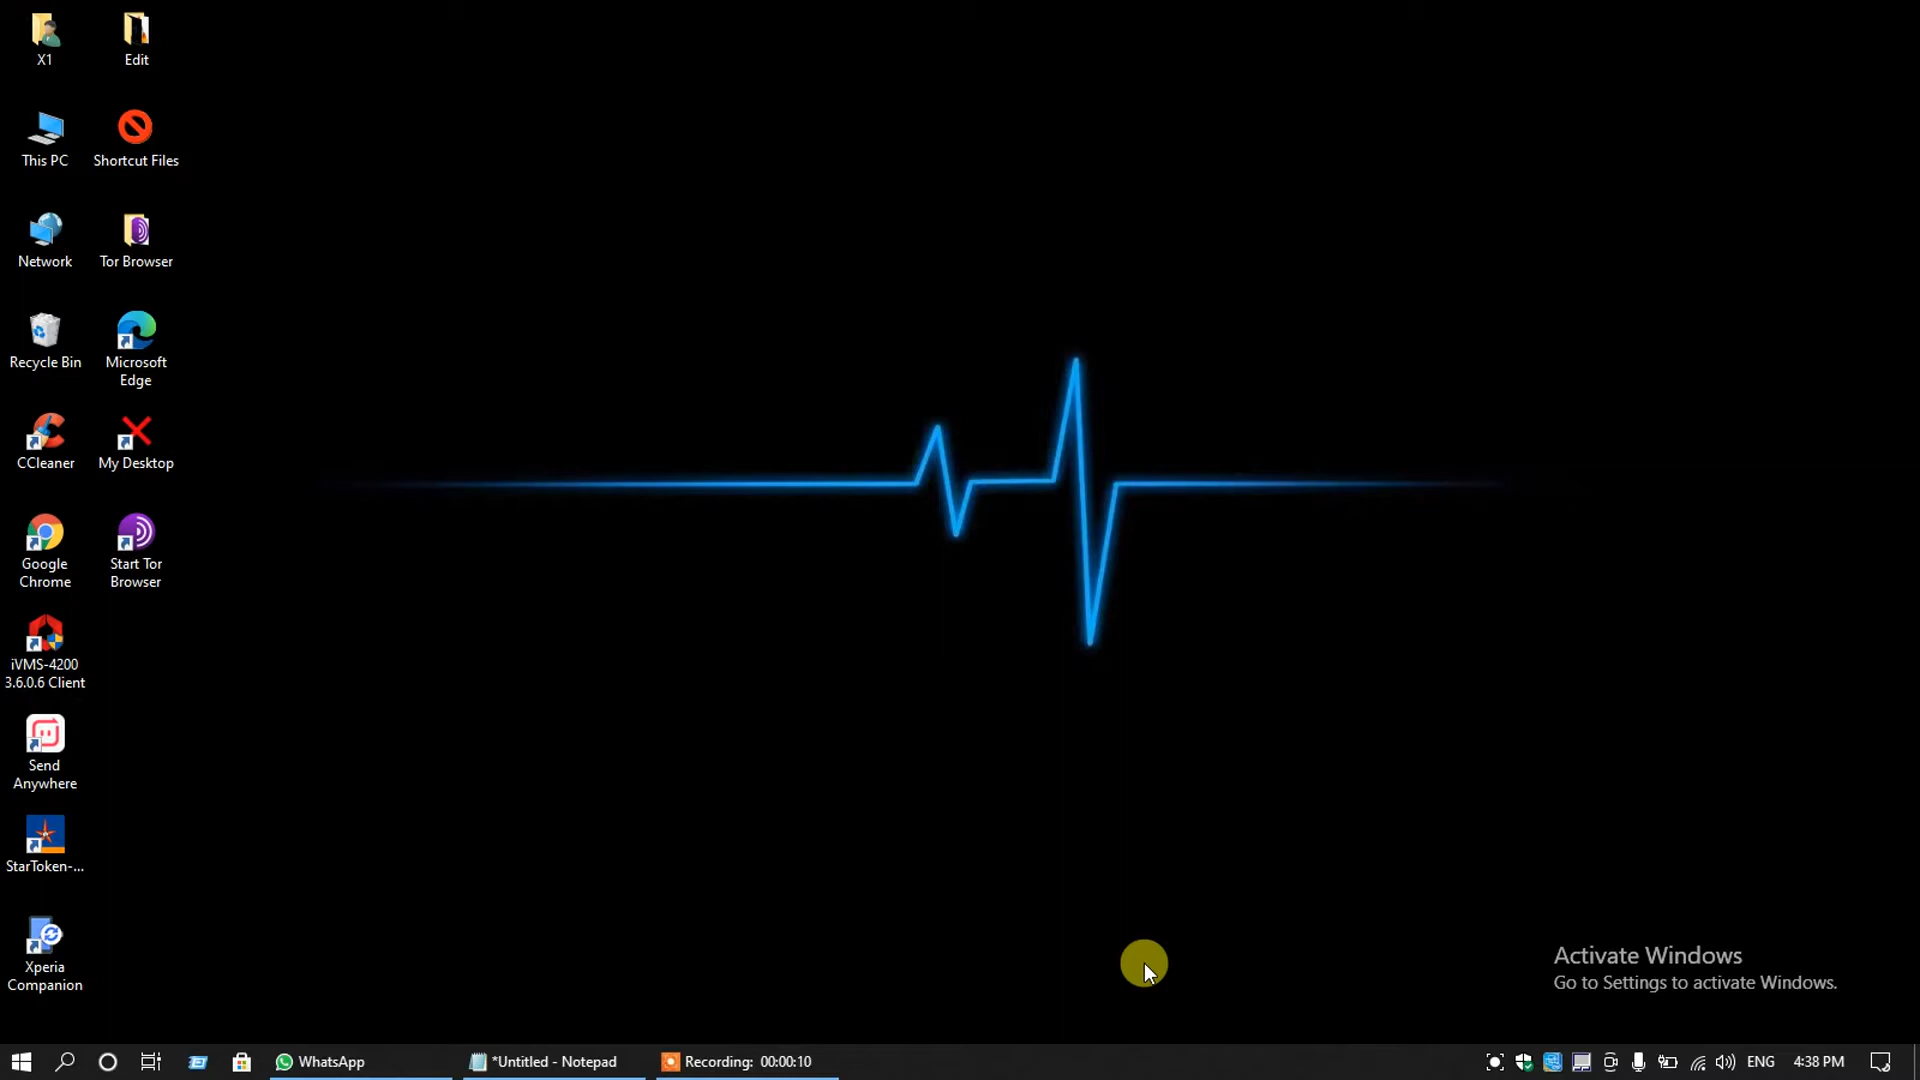 X1
Edit
This PC
Shortcut Files
Network
Tor Browser
Recycle Bin
Microsoft
Edge
CCleaner
My Desktop
Google
Chrome
Start Tor
Browser
iVMS-4200
3.6.0.6 Client
Send
Anywhere
StarToken-...
Xperia
Companion
Activate Windows
Go to Settings to activate Windows.
WhatsApp
*Untitled - Notepad
Recording: 00:00:10
ENG
4:38 PM